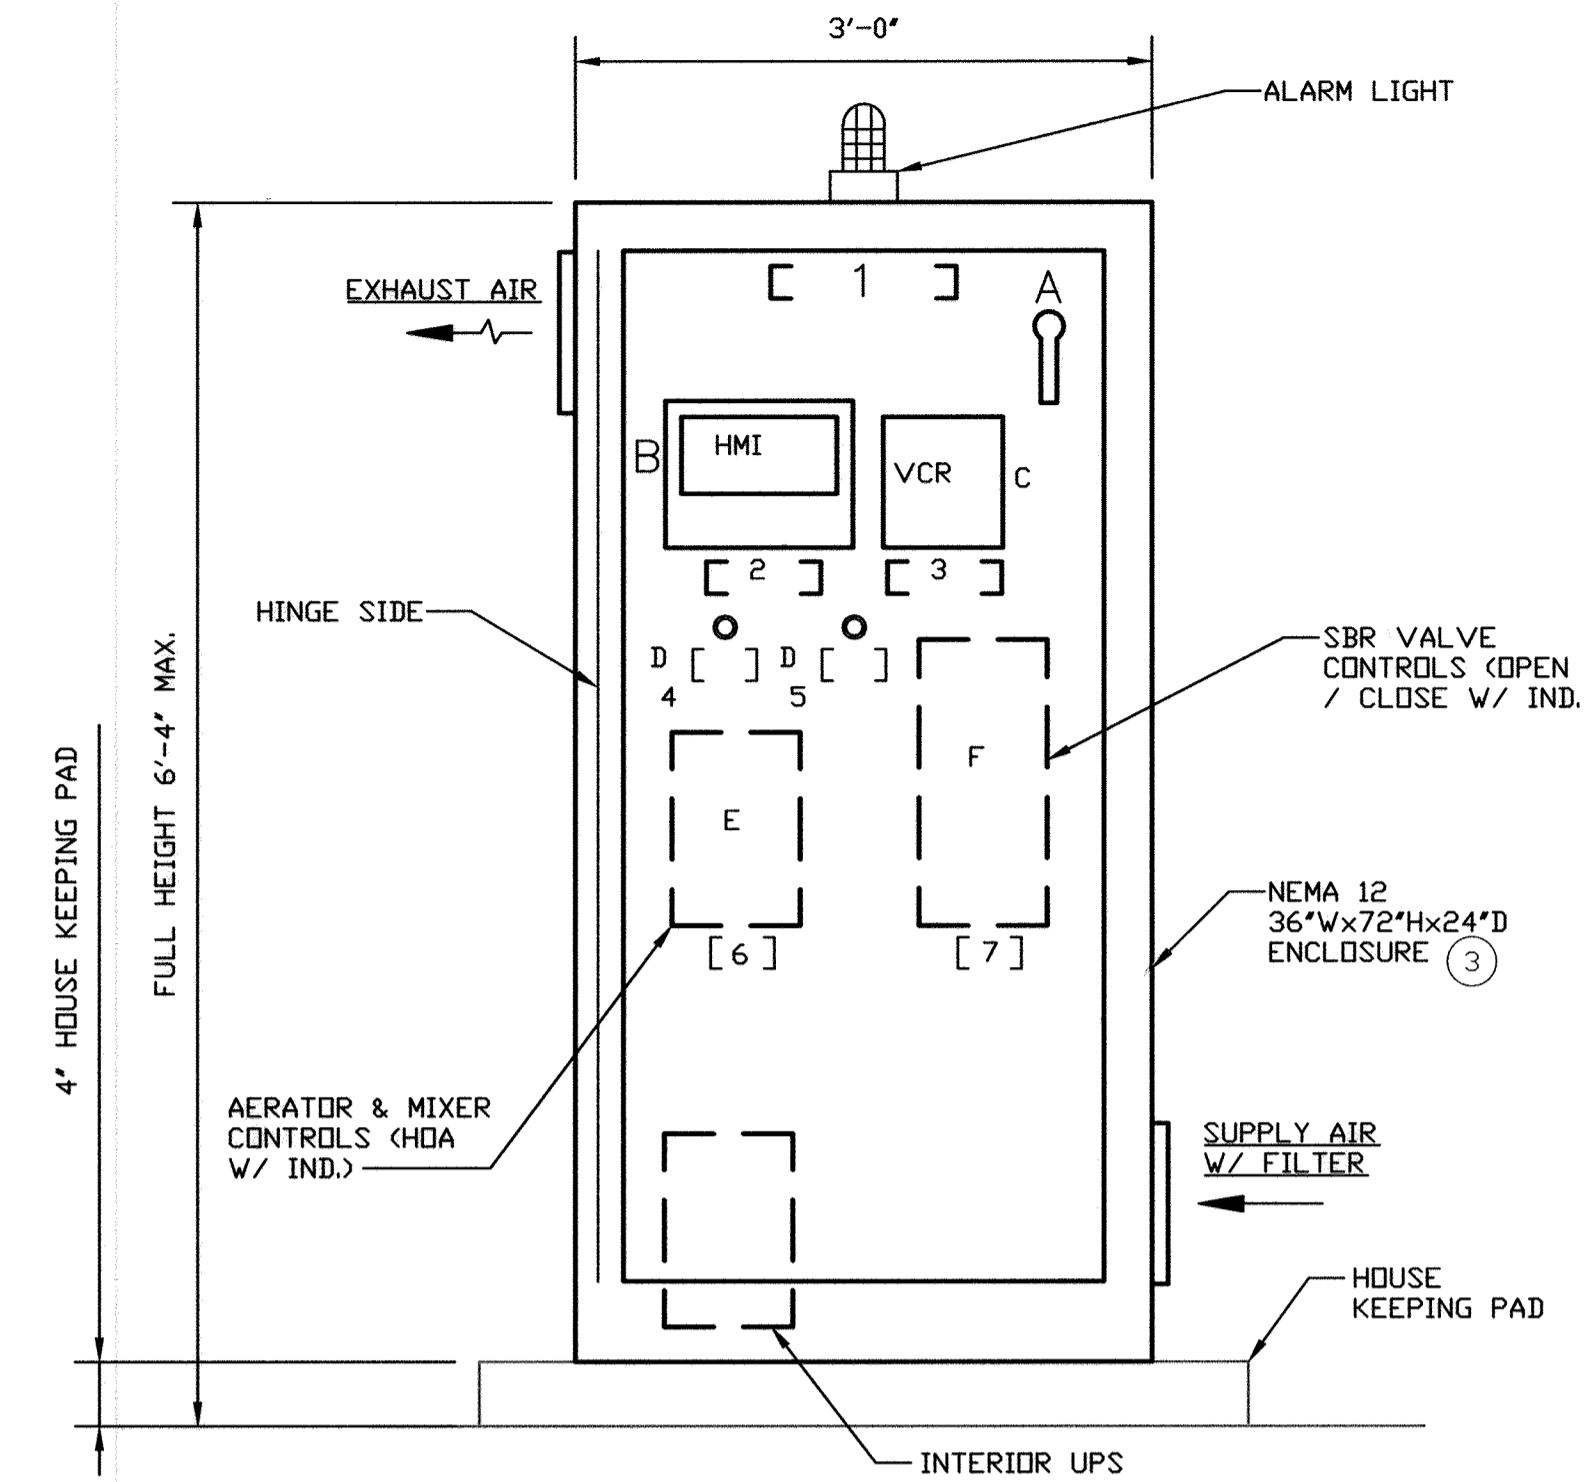 3'-0"
ALARM LIGHT
EXHAUST AIR
1
A
B
HMI
VCR
C
2
3
HINGE SIDE
D
4
D
5
SBR VALVE
CONTROLS (OPEN
/ CLOSE W/ IND.
F
E
6
7
NEMA 12
36"Wx72"Hx24"D
ENCLOSURE 3
4" HOUSE KEEPING PAD
FULL HEIGHT 6'-4" MAX.
AERATOR & MIXER
CONTROLS (HOA
W/ IND.)
SUPPLY AIR
W/ FILTER
HOUSE
KEEPING PAD
INTERIOR UPS